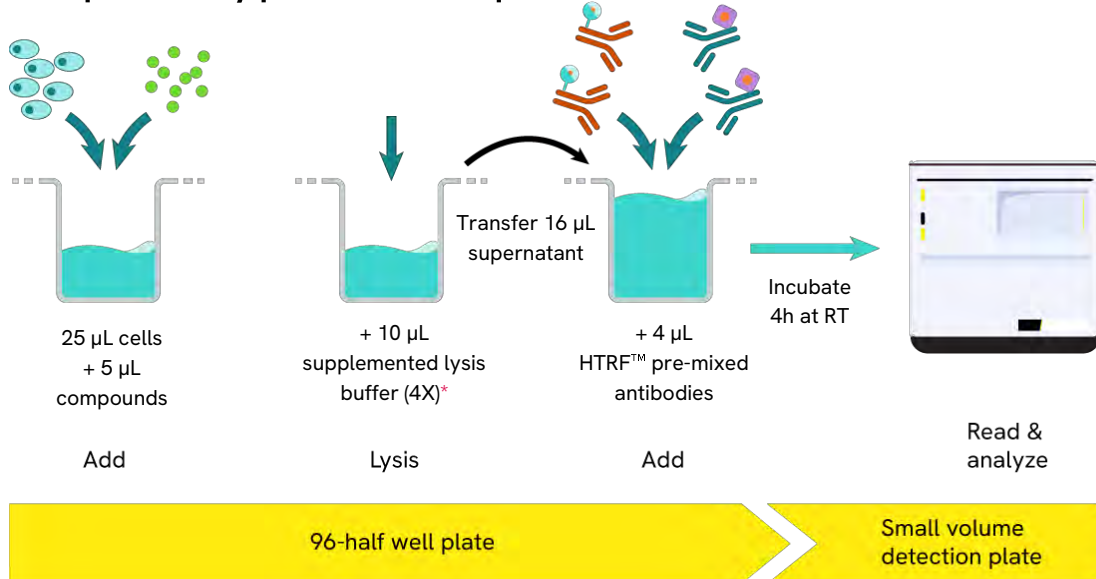 Transfer 16 µL
supernatant
25 µL cells
+ 5 µL
compounds
+ 10 µL
supplemented lysis
buffer (4X)*
+ 4 µL
HTRF™ pre-mixed
antibodies
Incubate
4h at RT
Add
Lysis
Add
Read &
analyze
96-half well plate
Small volume
detection plate